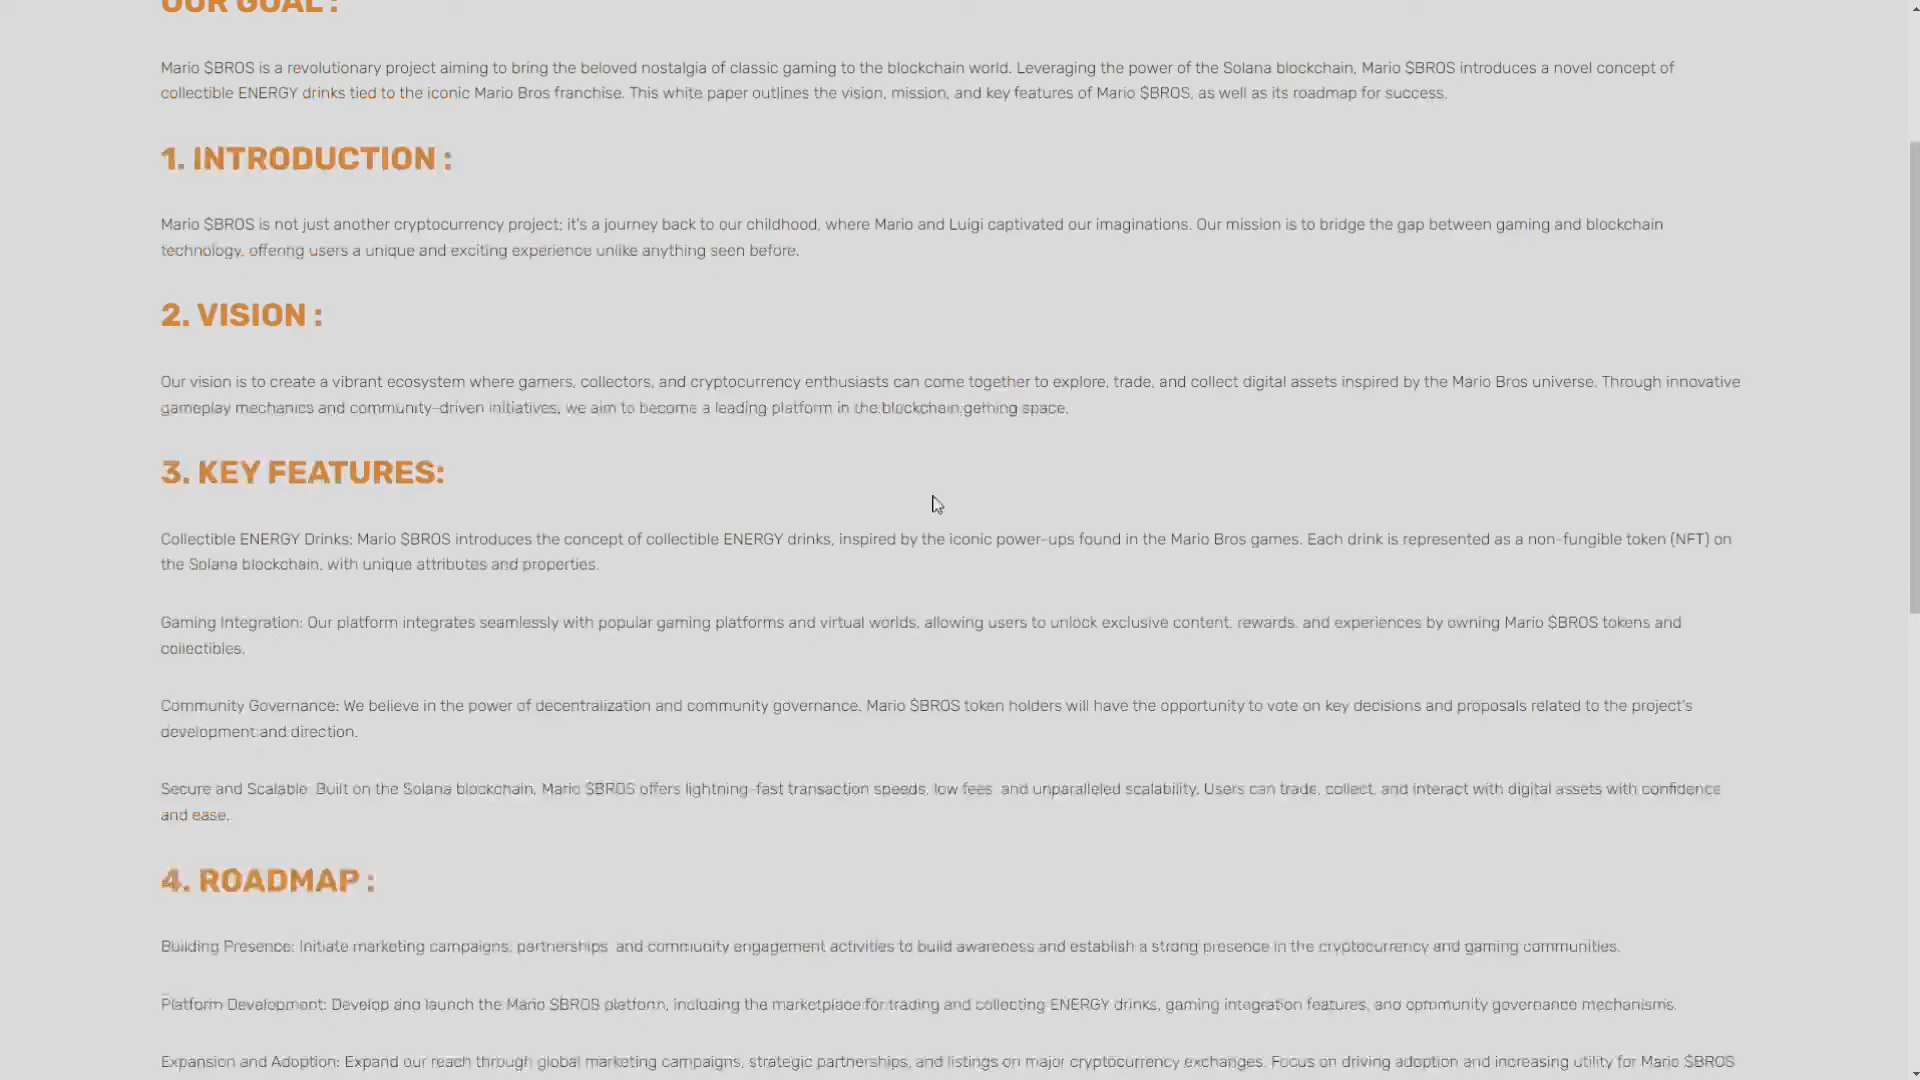 OUR GOAL :
Mario $BROS is a revolutionary project aiming to bring the beloved nostalgia of classic gaming to the blockchain world. Leveraging the power of the Solana blockchain, Mario $BROS introduces a novel concept of
collectible ENERGY drinks tied to the iconic Mario Bros franchise. This white paper outlines the vision, mission, and key features of Mario $BROS, as well as its roadmap for success.
1. INTRODUCTION :
Mario $BROS is not just another cryptocurrency project; it's a journey back to our childhood, where Mario and Luigi captivated our imaginations. Our mission is to bridge the gap between gaming and blockchain
technology, offering users a unique and exciting experience unlike anything seen before.
2. VISION :
Our vision is to create a vibrant ecosystem where gamers, collectors, and cryptocurrency enthusiasts can come together to explore, trade, and collect digital assets inspired by the Mario Bros universe. Through innovative
gameplay mechanics and community-driven initiatives, we aim to become a leading platform in the blockchain gaming space.
3. KEY FEATURES:
Collectible ENERGY Drinks: Mario $BROS introduces the concept of collectible ENERGY drinks, inspired by the iconic power-ups found in the Mario Bros games. Each drink is represented as a non-fungible token (NFT) on
the Solana blockchain, with unique attributes and properties.
Gaming Integration: Our platform integrates seamlessly with popular gaming platforms and virtual worlds, allowing users to unlock exclusive content, rewards, and experiences by owning Mario $BROS tokens and
collectibles.
Community Governance: We believe in the power of decentralization and community governance. Mario $BROS token holders will have the opportunity to vote on key decisions and proposals related to the project's
development and direction.
Secure and Scalable: Built on the Solana blockchain, Mario $BROS offers lightning-fast transaction speeds, low fees, and unparalleled scalability. Users can trade, collect, and interact with digital assets with confidence
and ease.
4. ROADMAP :
Building Presence: Initiate marketing campaigns, partnerships, and community engagement activities to build awareness and establish a strong presence in the cryptocurrency and gaming communities.
Platform Development: Develop and launch the Mario $BROS platform, including the marketplace for trading and collecting ENERGY drinks, gaming integration features, and community governance mechanisms.
Expansion and Adoption: Expand our reach through global marketing campaigns, strategic partnerships, and listings on major cryptocurrency exchanges. Focus on driving adoption and increasing utility for Mario $BROS